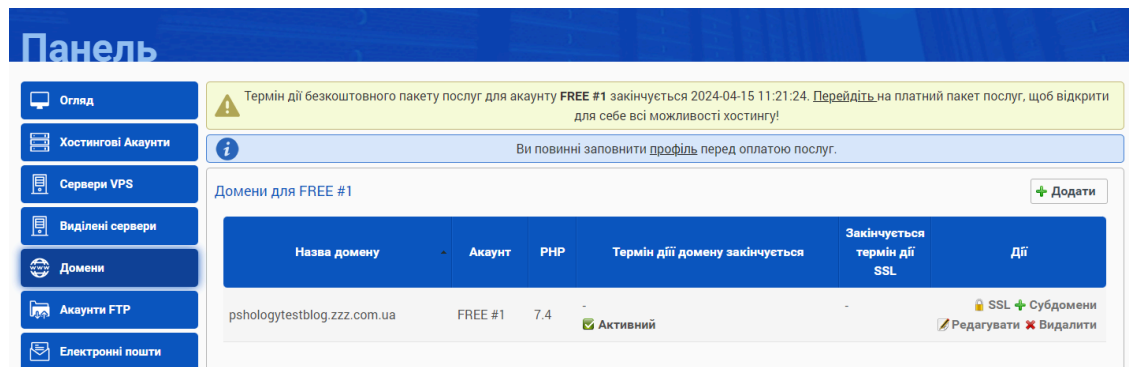 Панель
Огляд
Хостингові Акаунти
Сервери VPS
Виділені сервери
Домени
Акаунти FTP
Електронні пошти
Термін дії безкоштовного пакету послуг для акаунту FREE #1 закінчується 2024-04-15 11:21:24. Перейдіть на платний пакет послуг, щоб відкрити
для себе всі можливості хостингу!
Ви повинні заповнити профіль перед оплатою послуг.
Домени для FREE #1
Додати
Назва домену Акаунт PHP Термін діїї домену закінчується Закінчується
термін дії
SSL Дії
pshologytestblog.zzz.com.ua FREE #1 7.4 - - SSL Субдомени
Активний Редагувати Видалити